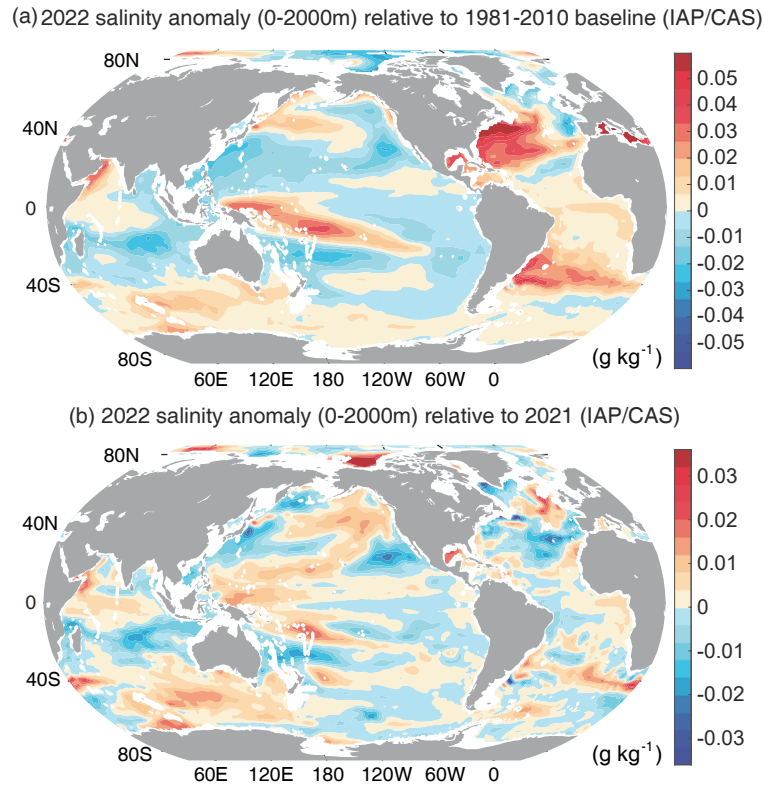 (a) 2022 salinity anomaly (0-2000m) relative to 1981-2010 baseline (IAP/CAS)
80N
40N
0
40S
80S
60E 120E 180 120W 60W 0
0.05
0.04
0.03
0.02
0.01
0
-0.01
-0.02
-0.03
-0.04
-0.05
(g kg⁻¹)
(b) 2022 salinity anomaly (0-2000m) relative to 2021 (IAP/CAS)
80N
40N
0
40S
80S
60E 120E 180 120W 60W 0
0.03
0.02
0.01
0
-0.01
-0.02
-0.03
(g kg⁻¹)